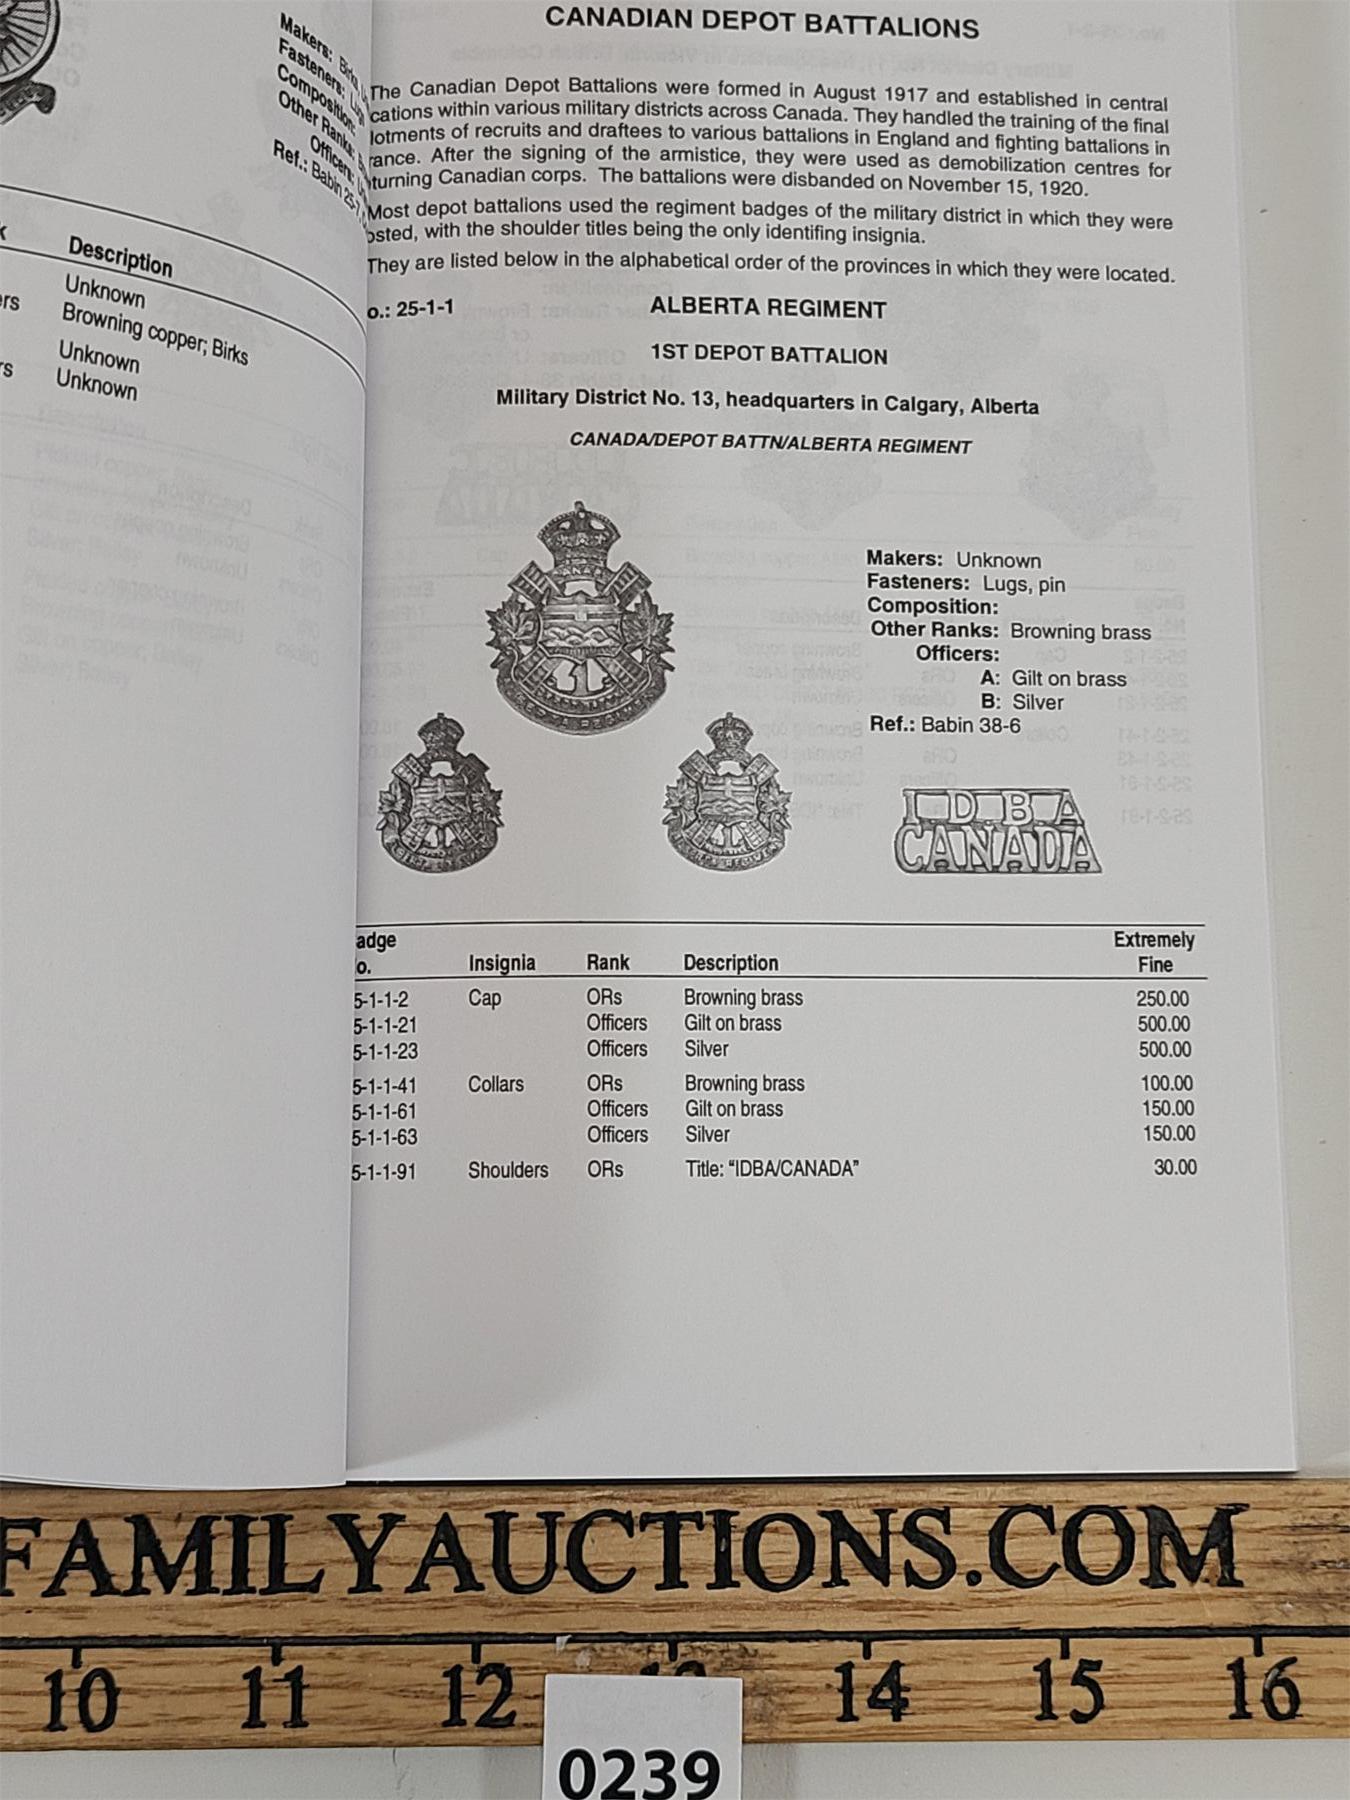 Makers: Birks,
Fasteners: Lugs
Composition:
Other Ranks:
Officers:
Ref.: Babin 25-7,
Description
ers
Unknown
Browning copper; Birks
rs
Unknown
Unknown
CANADIAN DEPOT BATTALIONS
The Canadian Depot Battalions were formed in August 1917 and established in central
cations within various military districts across Canada. They handled the training of the final
lotments of recruits and draftees to various battalions in England and fighting battalions in
rance. After the signing of the armistice, they were used as demobilization centres for
turning Canadian corps. The battalions were disbanded on November 15, 1920.
Most depot battalions used the regiment badges of the military district in which they were
osted, with the shoulder titles being the only identifing insignia.
They are listed below in the alphabetical order of the provinces in which they were located.
o.: 25-1-1 ALBERTA REGIMENT
1ST DEPOT BATTALION
Military District No. 13, headquarters in Calgary, Alberta
CANADA/DEPOT BATTN/ALBERTA REGIMENT
Makers: Unknown
Fasteners: Lugs, pin
Composition:
Other Ranks: Browning brass
Officers:
A: Gilt on brass
B: Silver
Ref.: Babin 38-6
I D B A
CANADA
adge Extremely
o. Insignia Rank Description Fine
5-1-1-2 Cap ORs Browning brass 250.00
5-1-1-21 Officers Gilt on brass 500.00
5-1-1-23 Officers Silver 500.00
5-1-1-41 Collars ORs Browning brass 100.00
5-1-1-61 Officers Gilt on brass 150.00
5-1-1-63 Officers Silver 150.00
5-1-1-91 Shoulders ORs Title: “IDBA/CANADA” 30.00
FAMILYAUCTIONS.COM
10 11 12 13 14 15 16
0239